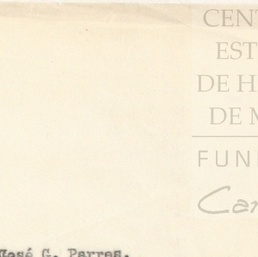 CENT
EST
DE H
DE M
FUN
Car
José G. Parres.